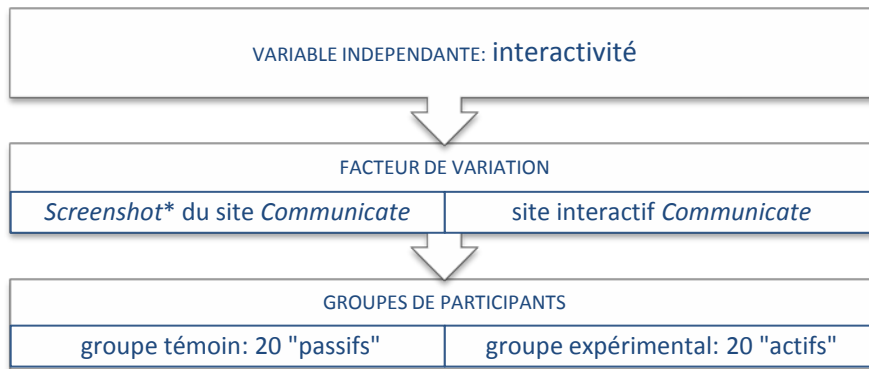 VARIABLE INDEPENDANTE: interactivité
FACTEUR DE VARIATION
Screenshot* du site Communicate
site interactif Communicate
GROUPES DE PARTICIPANTS
groupe témoin: 20 "passifs"
groupe expérimental: 20 "actifs"